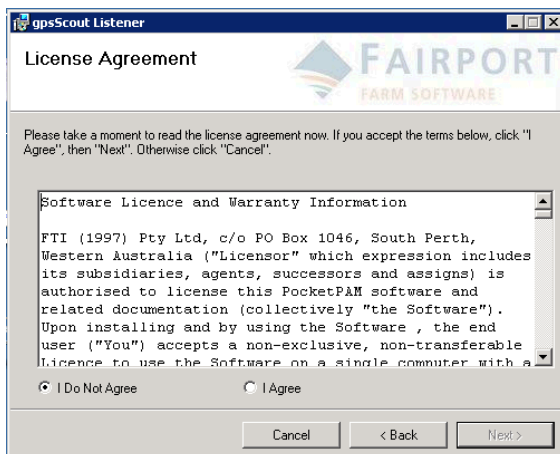 gpsScout Listener
License Agreement
FAIRPORT
FARM SOFTWARE
Please take a moment to read the license agreement now. If you accept the terms below, click "I
Agree", then "Next". Otherwise click "Cancel".
Software Licence and Warranty Information
FTI (1997) Pty Ltd, c/o PO Box 1046, South Perth,
Western Australia ("Licensor" which expression includes
its subsidiaries, agents, successors and assigns) is
authorised to license this PocketPAM software and
related documentation (collectively "the Software").
Upon installing and by using the Software , the end
user ("You") accepts a non-exclusive, non-transferable
Licence to use the Software on a single computer with a
I Do Not Agree
I Agree
Cancel
< Back
Next >